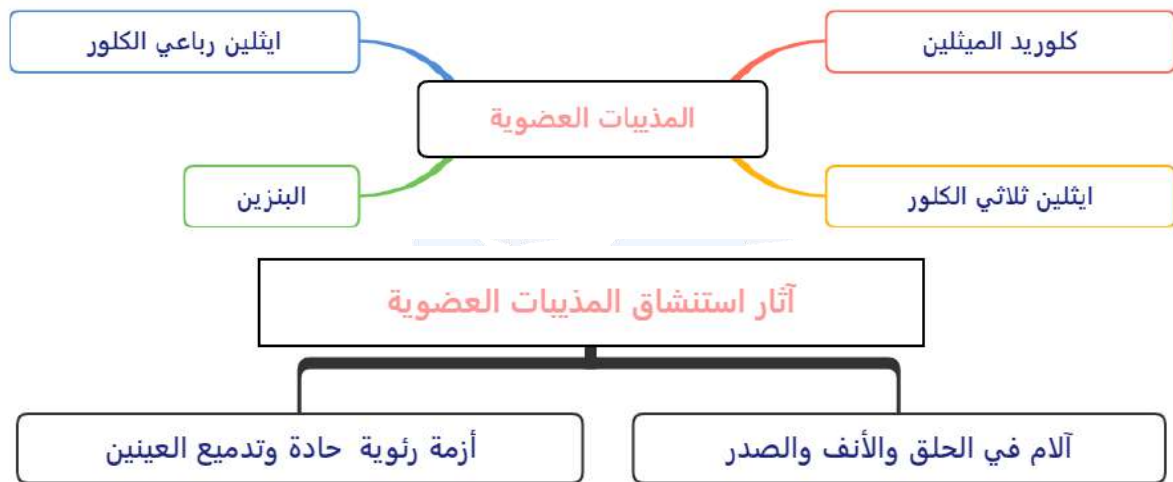 كلوريد الميثلين
ايثلين رباعي الكلور
المذيبات العضوية
ايثلين ثلاثي الكلور
البنزين
آثار استنشاق المذيبات العضوية
آلام في الحلق والأنف والصدر
أزمة رئوية حادة وتدميع العينين